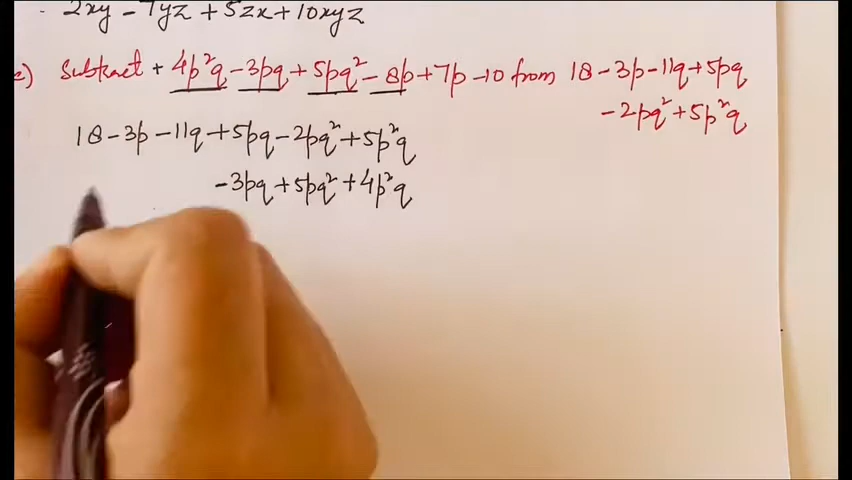 . 2xy - 7yz + 5zx + 10xyz
c) Subtract + 4p²q - 3pq + 5pq² - 8p + 7p - 10 from 18 - 3p - 11q + 5pq
- 2pq² + 5p²q
18 - 3p - 11q + 5pq - 2pq² + 5p²q
- 3pq + 5pq² + 4p²q